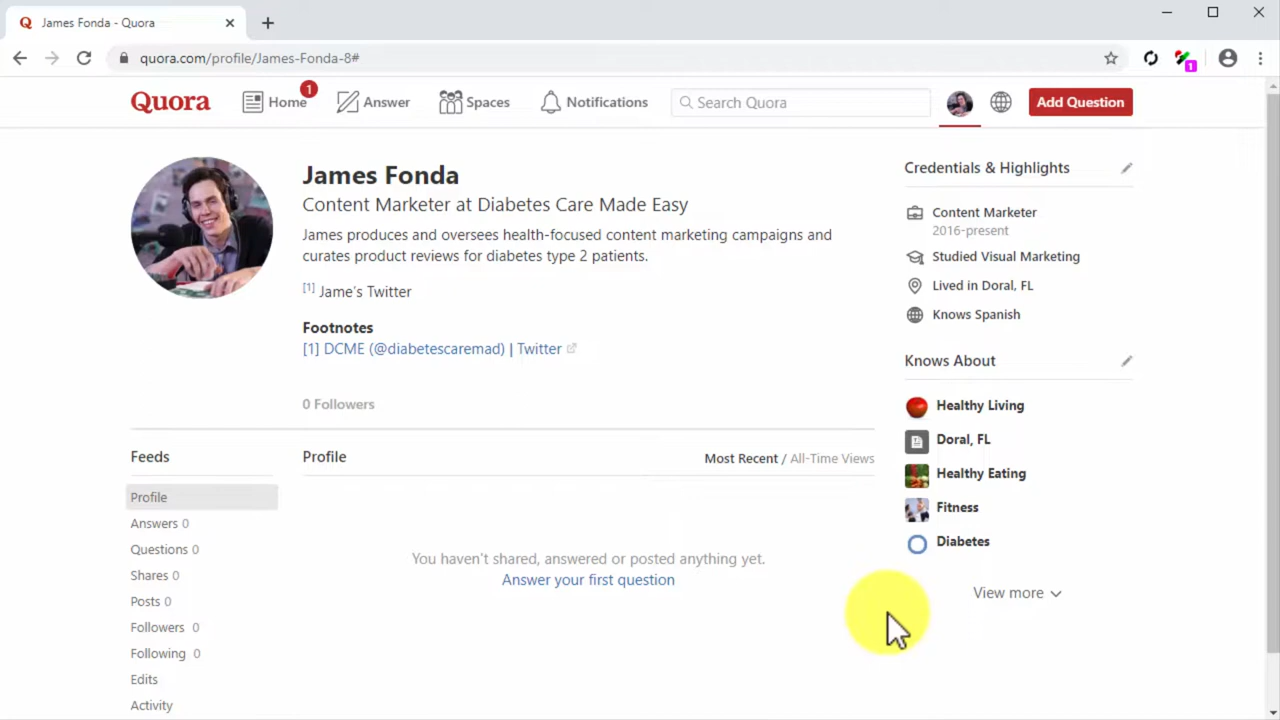 James Fonda - Quora
quora.com/profile/James-Fonda-8#
1
Quora
Home
1
Answer
Spaces
Notifications
Search Quora
Add Question
James Fonda
Content Marketer at Diabetes Care Made Easy
James produces and oversees health-focused content marketing campaigns and
curates product reviews for diabetes type 2 patients.
[1] Jame's Twitter
Footnotes
[1] DCME (@diabetescaremad) | Twitter
0 Followers
Credentials & Highlights
Content Marketer
2016-present
Studied Visual Marketing
Lived in Doral, FL
Knows Spanish
Knows About
Healthy Living
Doral, FL
Healthy Eating
Fitness
Diabetes
View more
Feeds
Profile
Answers 0
Questions 0
Shares 0
Posts 0
Followers 0
Following 0
Edits
Activity
Profile
Most Recent / All-Time Views
You haven't shared, answered or posted anything yet.
Answer your first question